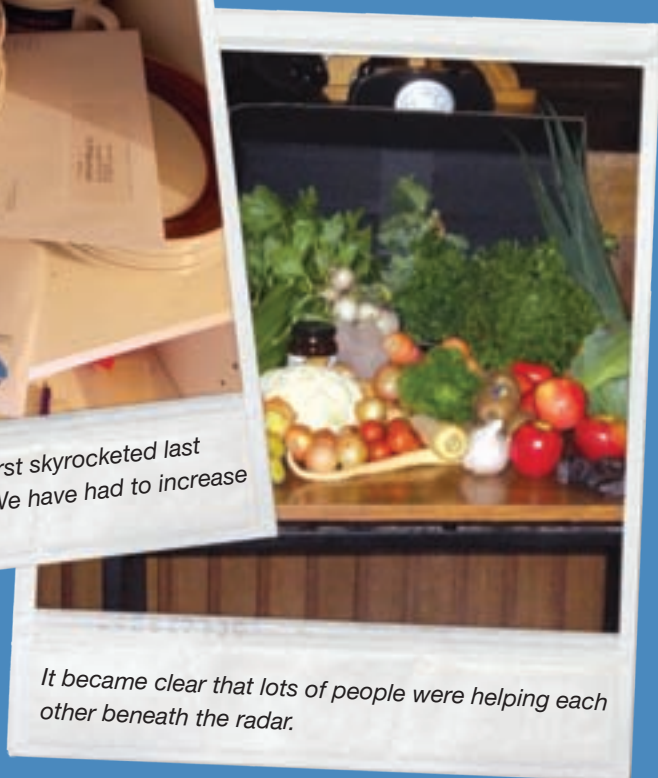 rst skyrocketed last
We have had to increase
It became clear that lots of people were helping each
other beneath the radar.